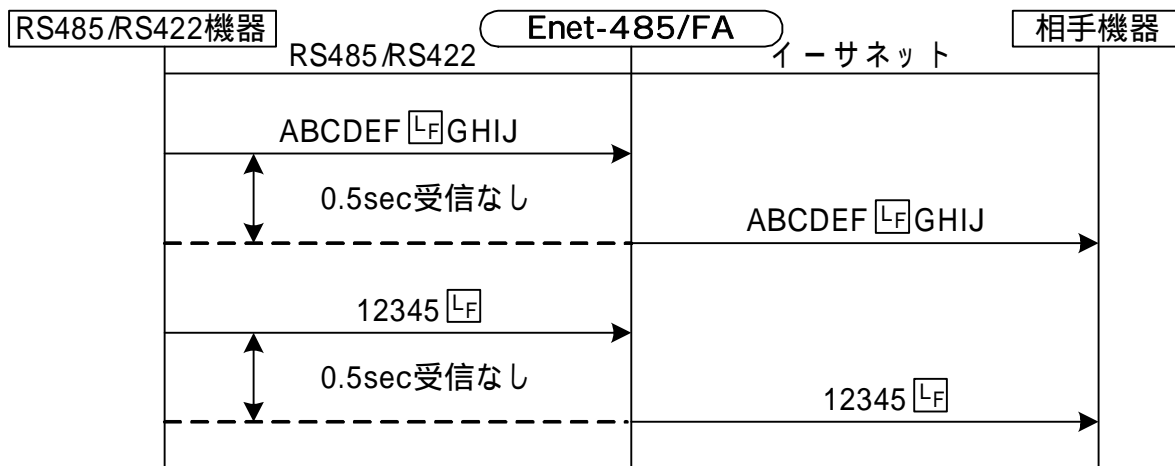 RS485/RS422機器
Enet-485/FA
相手機器
RS485/RS422
イーサネット
ABCDEF LF GHIJ
0.5sec受信なし
ABCDEF LF GHIJ
12345 LF
0.5sec受信なし
12345 LF